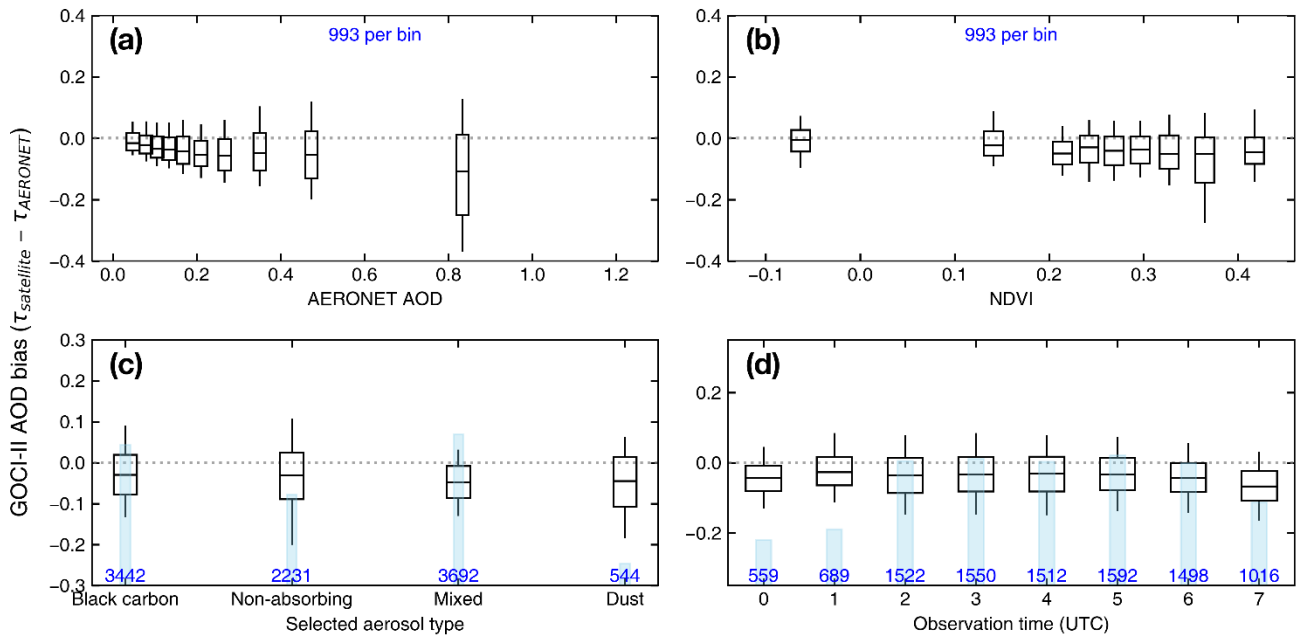 GOCI-II AOD bias (τsatellite − τAERONET)
(a)
993 per bin
0.4
0.2
0.0
−0.2
−0.4
0.0 0.2 0.4 0.6 0.8 1.0 1.2
AERONET AOD
(b)
993 per bin
0.4
0.2
0.0
−0.2
−0.4
−0.1 0.0 0.1 0.2 0.3 0.4
NDVI
(c)
0.3
0.2
0.1
0.0
−0.1
−0.2
−0.3
3442 2231 3692 544
Black carbon Non-absorbing Mixed Dust
Selected aerosol type
(d)
0.2
0.0
−0.2
559 689 1522 1550 1512 1592 1498 1016
0 1 2 3 4 5 6 7
Observation time (UTC)